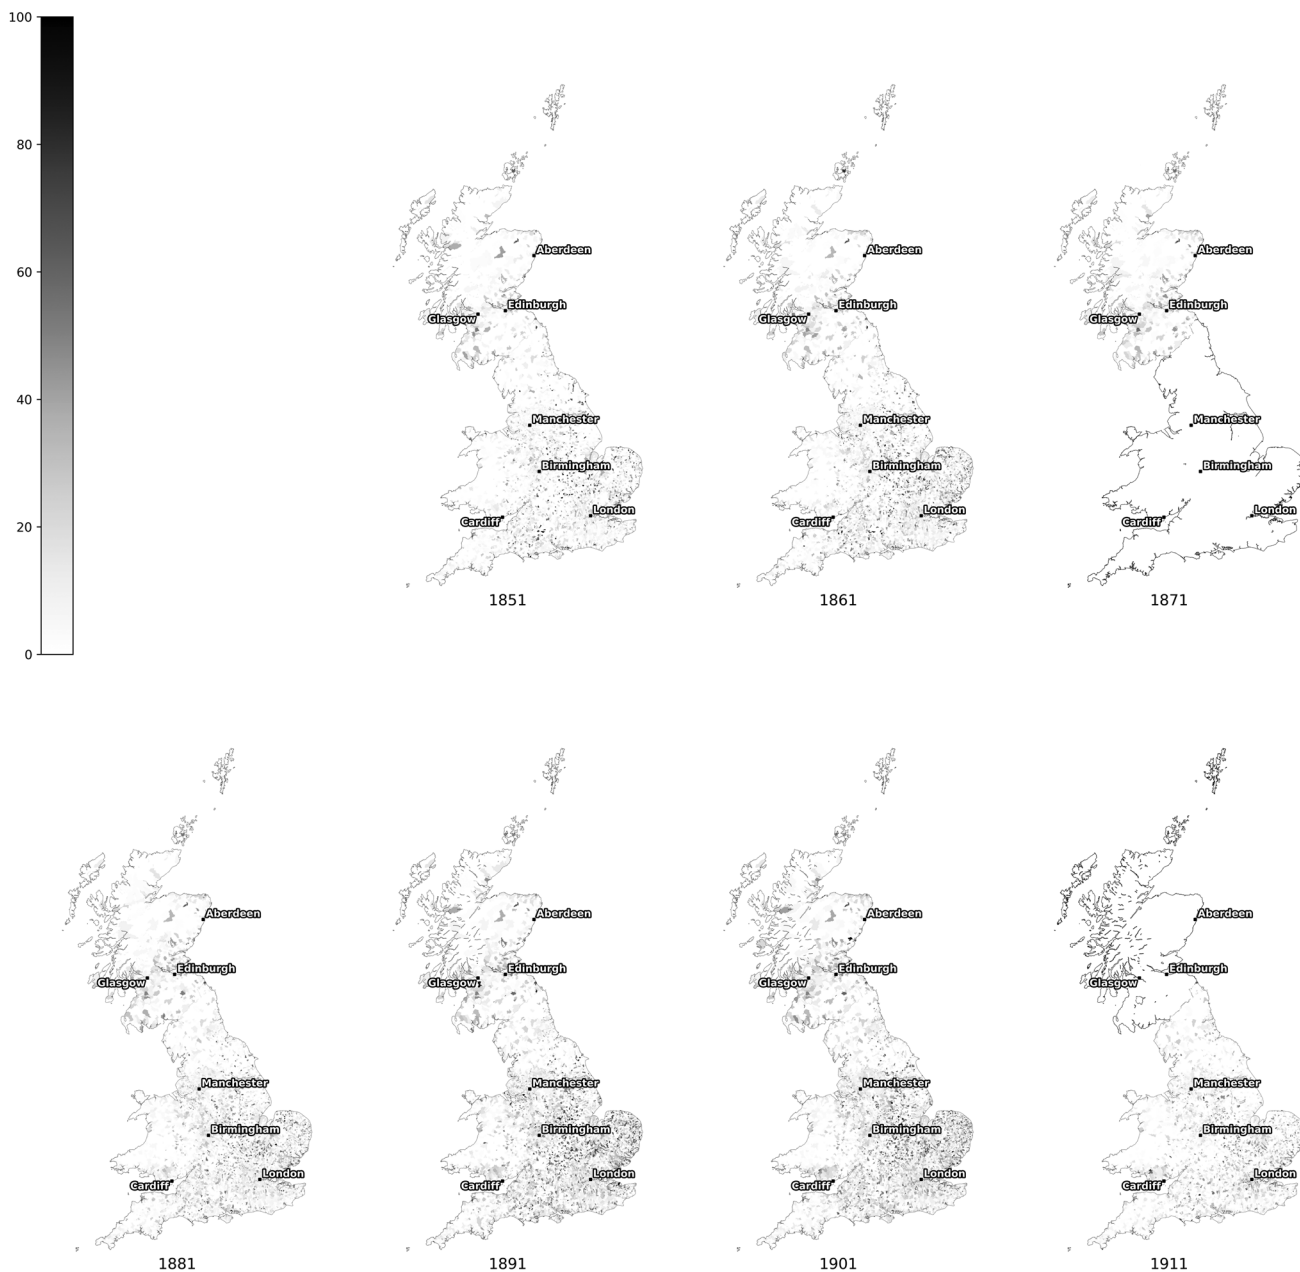 100
80
60
40
20
0
Aberdeen
Edinburgh
Glasgow
Manchester
Birmingham
London
Cardiff
1851
Aberdeen
Edinburgh
Glasgow
Manchester
Birmingham
London
Cardiff
1861
Aberdeen
Edinburgh
Glasgow
Manchester
Birmingham
London
Cardiff
1871
Aberdeen
Edinburgh
Glasgow
Manchester
Birmingham
London
Cardiff
1881
Aberdeen
Edinburgh
Glasgow
Manchester
Birmingham
London
Cardiff
1891
Aberdeen
Edinburgh
Glasgow
Manchester
Birmingham
London
Cardiff
1901
Aberdeen
Edinburgh
Glasgow
Manchester
Birmingham
London
Cardiff
1911